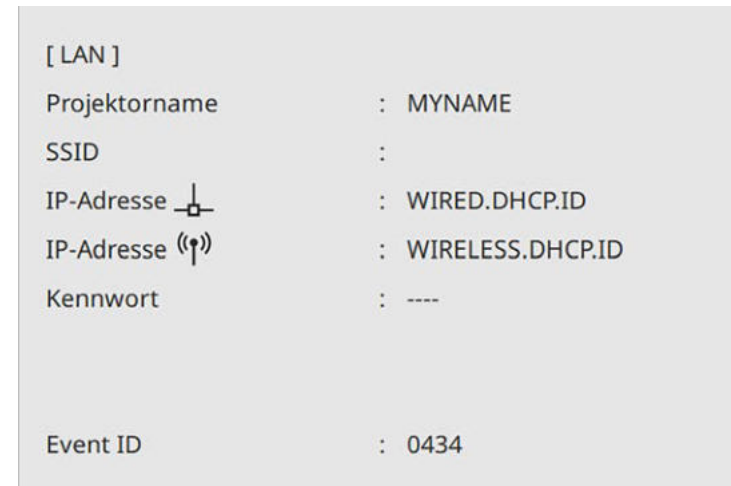 [ LAN ]
Projektorname : MYNAME
SSID :
IP-Adresse : WIRED.DHCP.ID
IP-Adresse : WIRELESS.DHCP.ID
Kennwort : ----
Event ID : 0434